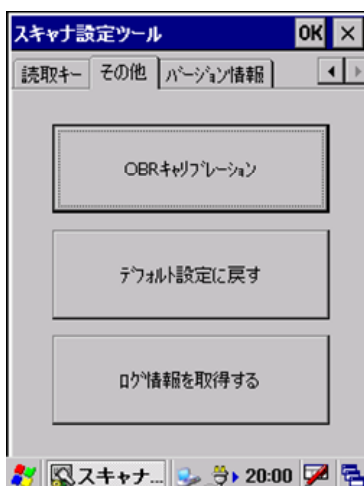 スキャナ設定ツール OK ×
読取キー その他 バージョン情報
OBRキャリブレーション
デフォルト設定に戻す
ログ情報を取得する
スキャナ... 20:00